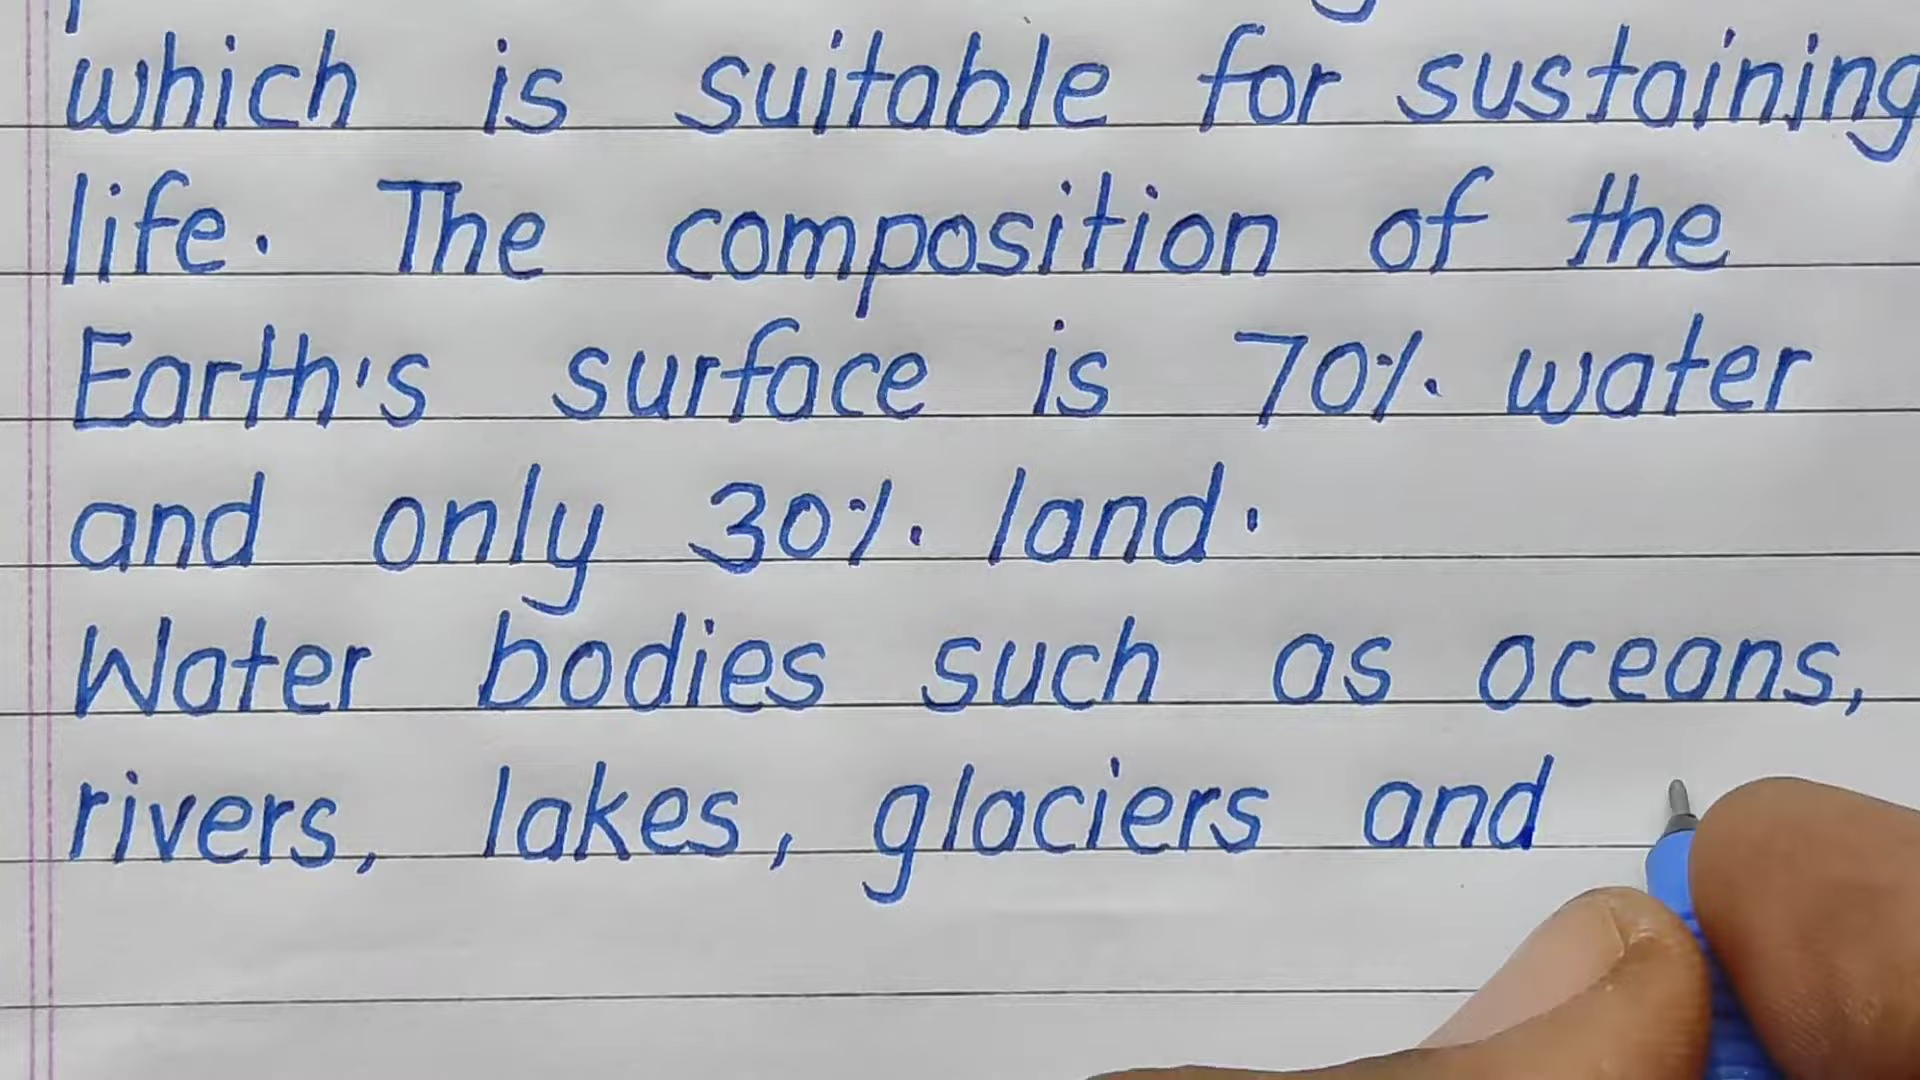 which is suitable for sustaining
life. The composition of the
Earth's surface is 70% water
and only 30% land.
Water bodies such as oceans,
rivers, lakes, glaciers and